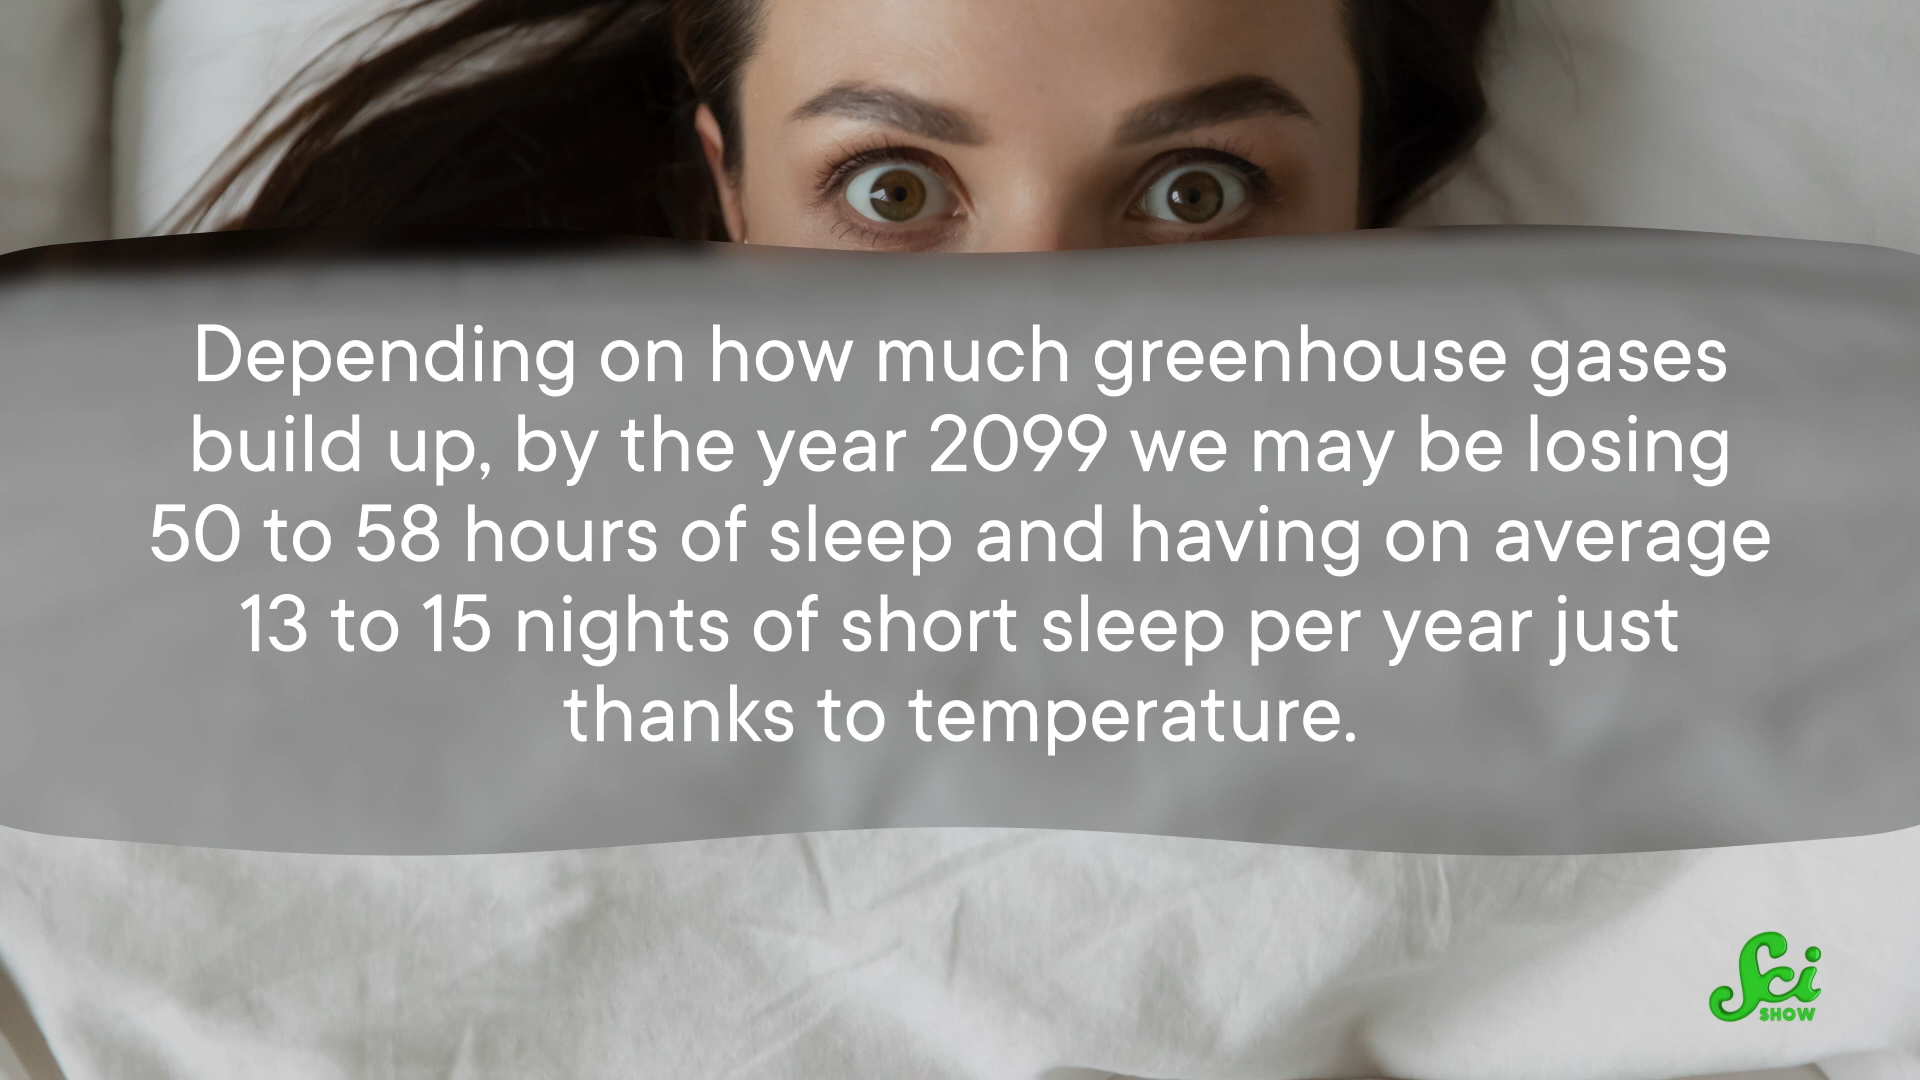 Depending on how much greenhouse gases
build up, by the year 2099 we may be losing
50 to 58 hours of sleep and having on average
13 to 15 nights of short sleep per year just
thanks to temperature.
Sci
SHOW